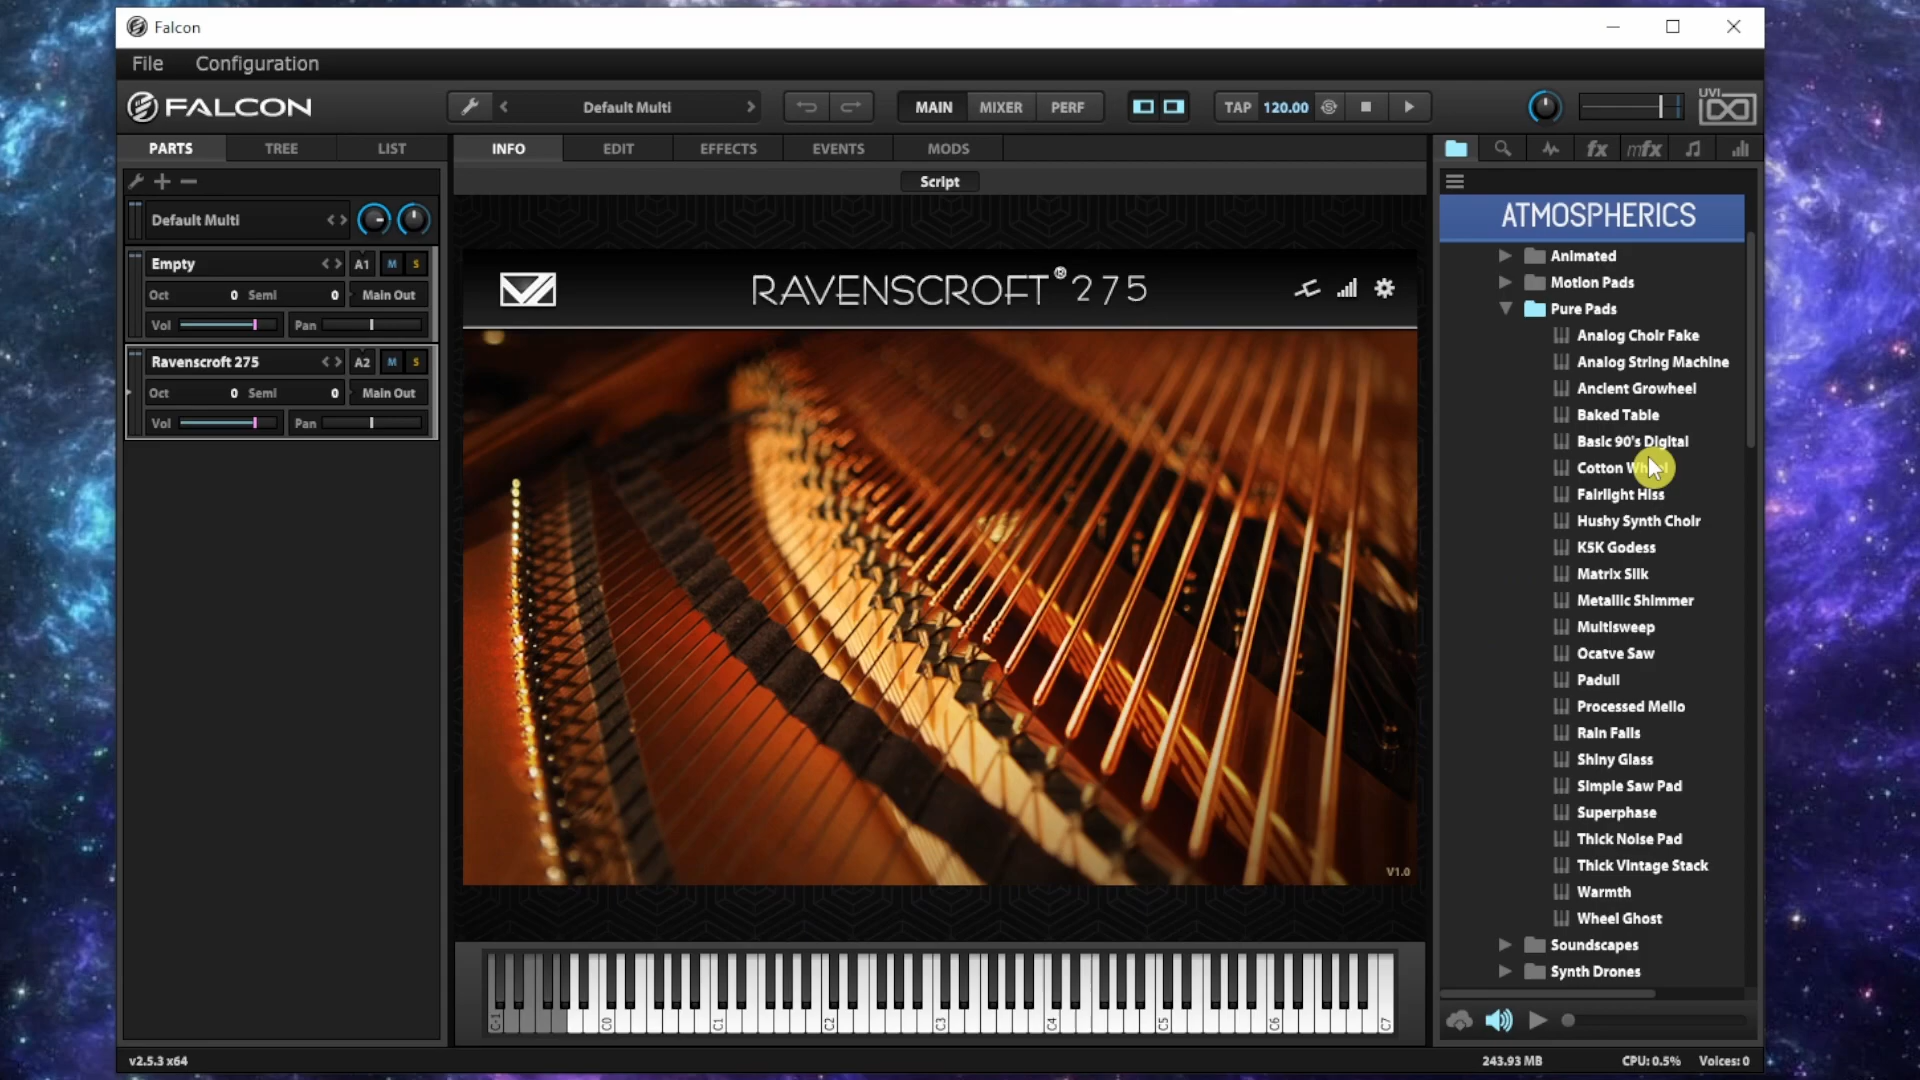 Falcon
File Configuration
FALCON
Default Multi
MAIN MIXER PERF
TAP 120.00
UVI
PARTS TREE LIST
INFO EDIT EFFECTS EVENTS MODS
fx mfx
Script
Default Multi
Empty A1 M S
Oct 0 Semi 0 Main Out
Vol Pan
Ravenscroft 275 A2 M S
Oct 0 Semi 0 Main Out
Vol Pan
RAVENSCROFT®275
V1.0
ATMOSPHERICS
Animated
Motion Pads
Pure Pads
Analog Choir Fake
Analog String Machine
Ancient Growheel
Baked Table
Basic 90's Digital
Cotton Wheel
Fairlight Hiss
Hushy Synth Choir
K5K Godess
Matrix Silk
Metallic Shimmer
Multisweep
Ocatve Saw
Padull
Processed Mello
Rain Falls
Shiny Glass
Simple Saw Pad
Superphase
Thick Noise Pad
Thick Vintage Stack
Warmth
Wheel Ghost
Soundscapes
Synth Drones
C-1 C0 C1 C2 C3 C4 C5 C6 C7
v2.5.3 x64
243.93 MB CPU: 0.5% Voices: 0